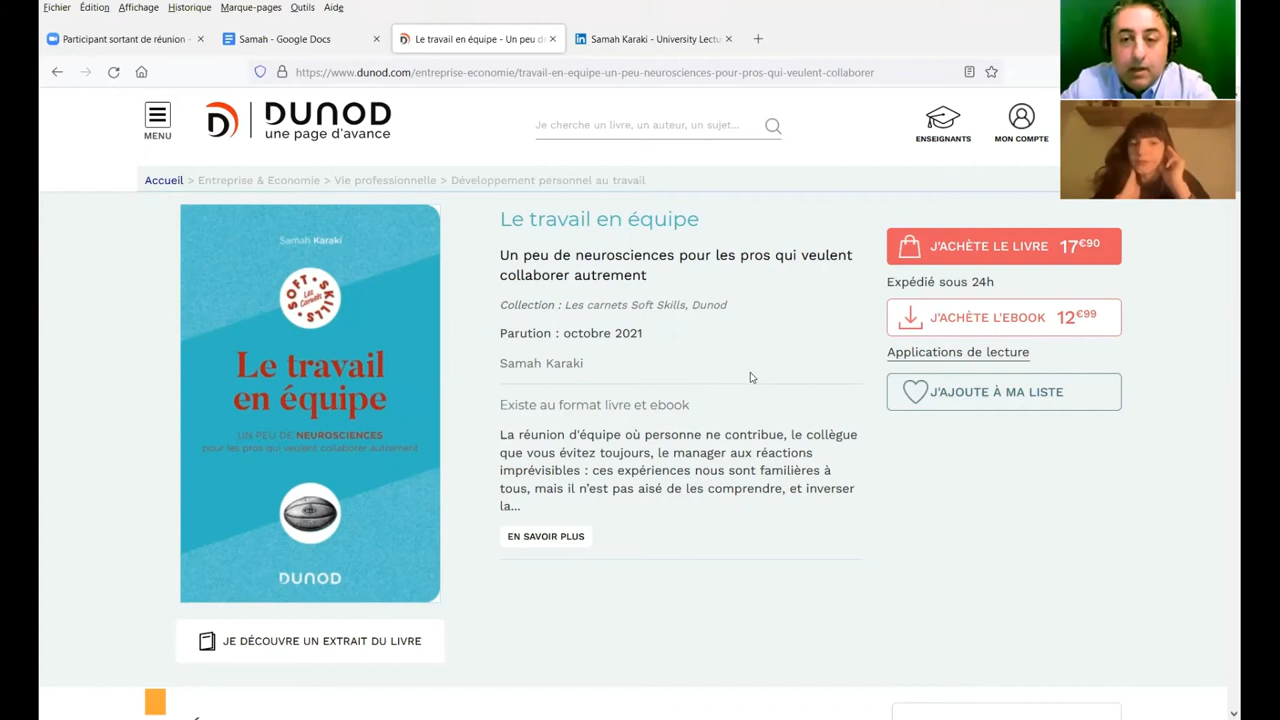 Fichier Édition Affichage Historique Marque-pages Outils Aide
Participant sortant de réunion -
Samah - Google Docs
Le travail en équipe - Un peu de
Samah Karaki - University Lectu
https://www.dunod.com/entreprise-economie/travail-en-equipe-un-peu-neurosciences-pour-pros-qui-veulent-collaborer
MENU
DUNOD
une page d'avance
Je cherche un livre, un auteur, un sujet...
ENSEIGNANTS
MON COMPTE
Accueil > Entreprise & Economie > Vie professionnelle > Développement personnel au travail
Samah Karaki
SOFT • SKILLS •
Les Carnets
Le travail
en équipe
UN PEU DE NEUROSCIENCES
pour les pros qui veulent collaborer autrement
DUNOD
JE DÉCOUVRE UN EXTRAIT DU LIVRE
Le travail en équipe
Un peu de neurosciences pour les pros qui veulent
collaborer autrement
Collection : Les carnets Soft Skills, Dunod
Parution : octobre 2021
Samah Karaki
Existe au format livre et ebook
La réunion d'équipe où personne ne contribue, le collègue
que vous évitez toujours, le manager aux réactions
imprévisibles : ces expériences nous sont familières à
tous, mais il n'est pas aisé de les comprendre, et inverser
la...
EN SAVOIR PLUS
J'ACHÈTE LE LIVRE 17€90
Expédié sous 24h
J'ACHÈTE L'EBOOK 12€99
Applications de lecture
J'AJOUTE À MA LISTE